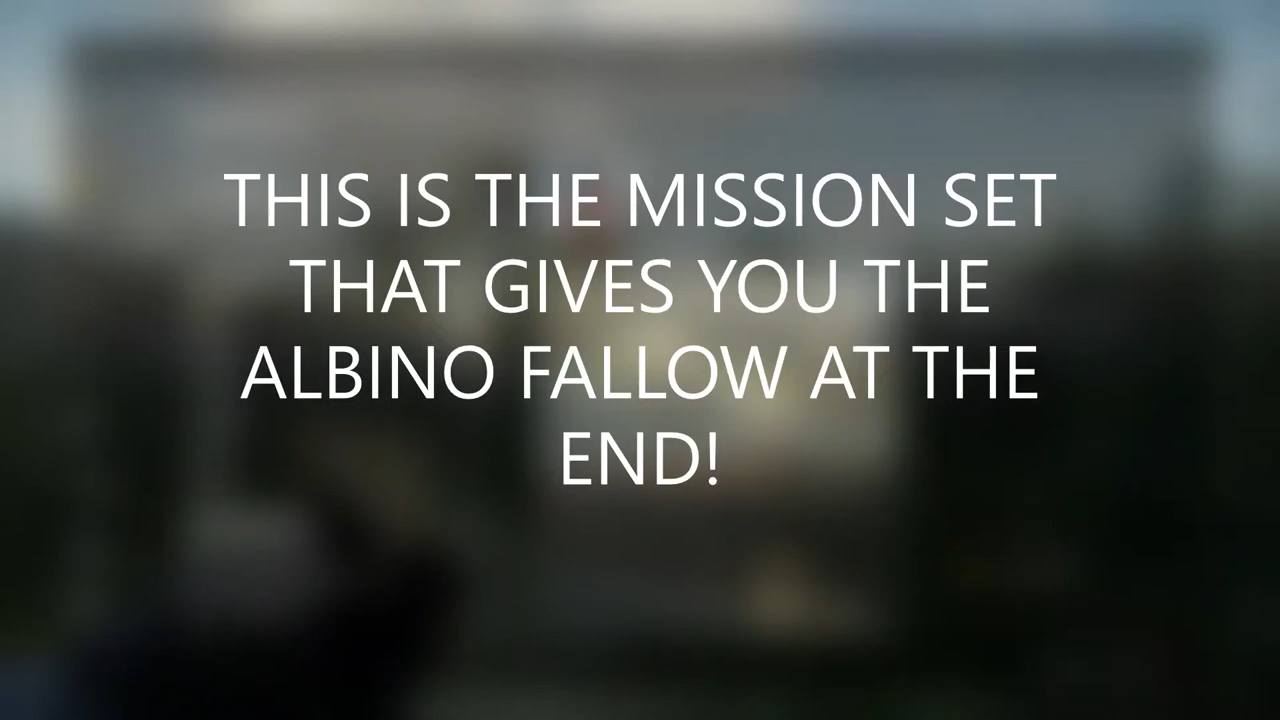 THIS IS THE MISSION SET
THAT GIVES YOU THE
ALBINO FALLOW AT THE
END!